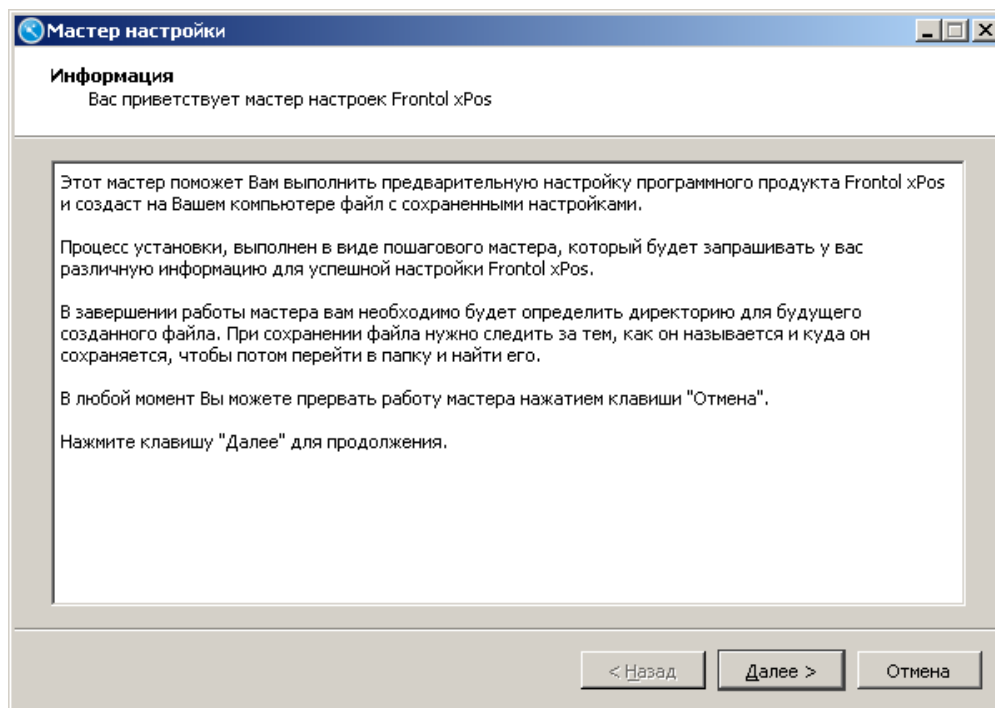 Мастер настройки
Информация
Вас приветствует мастер настроек Frontol xPos
Этот мастер поможет Вам выполнить предварительную настройку программного продукта Frontol xPos
и создаст на Вашем компьютере файл с сохраненными настройками.
Процесс установки, выполнен в виде пошагового мастера, который будет запрашивать у вас
различную информацию для успешной настройки Frontol xPos.
В завершении работы мастера вам необходимо будет определить директорию для будущего
созданного файла. При сохранении файла нужно следить за тем, как он называется и куда он
сохраняется, чтобы потом перейти в папку и найти его.
В любой момент Вы можете прервать работу мастера нажатием клавиши "Отмена".
Нажмите клавишу "Далее" для продолжения.
< Назад
Далее >
Отмена